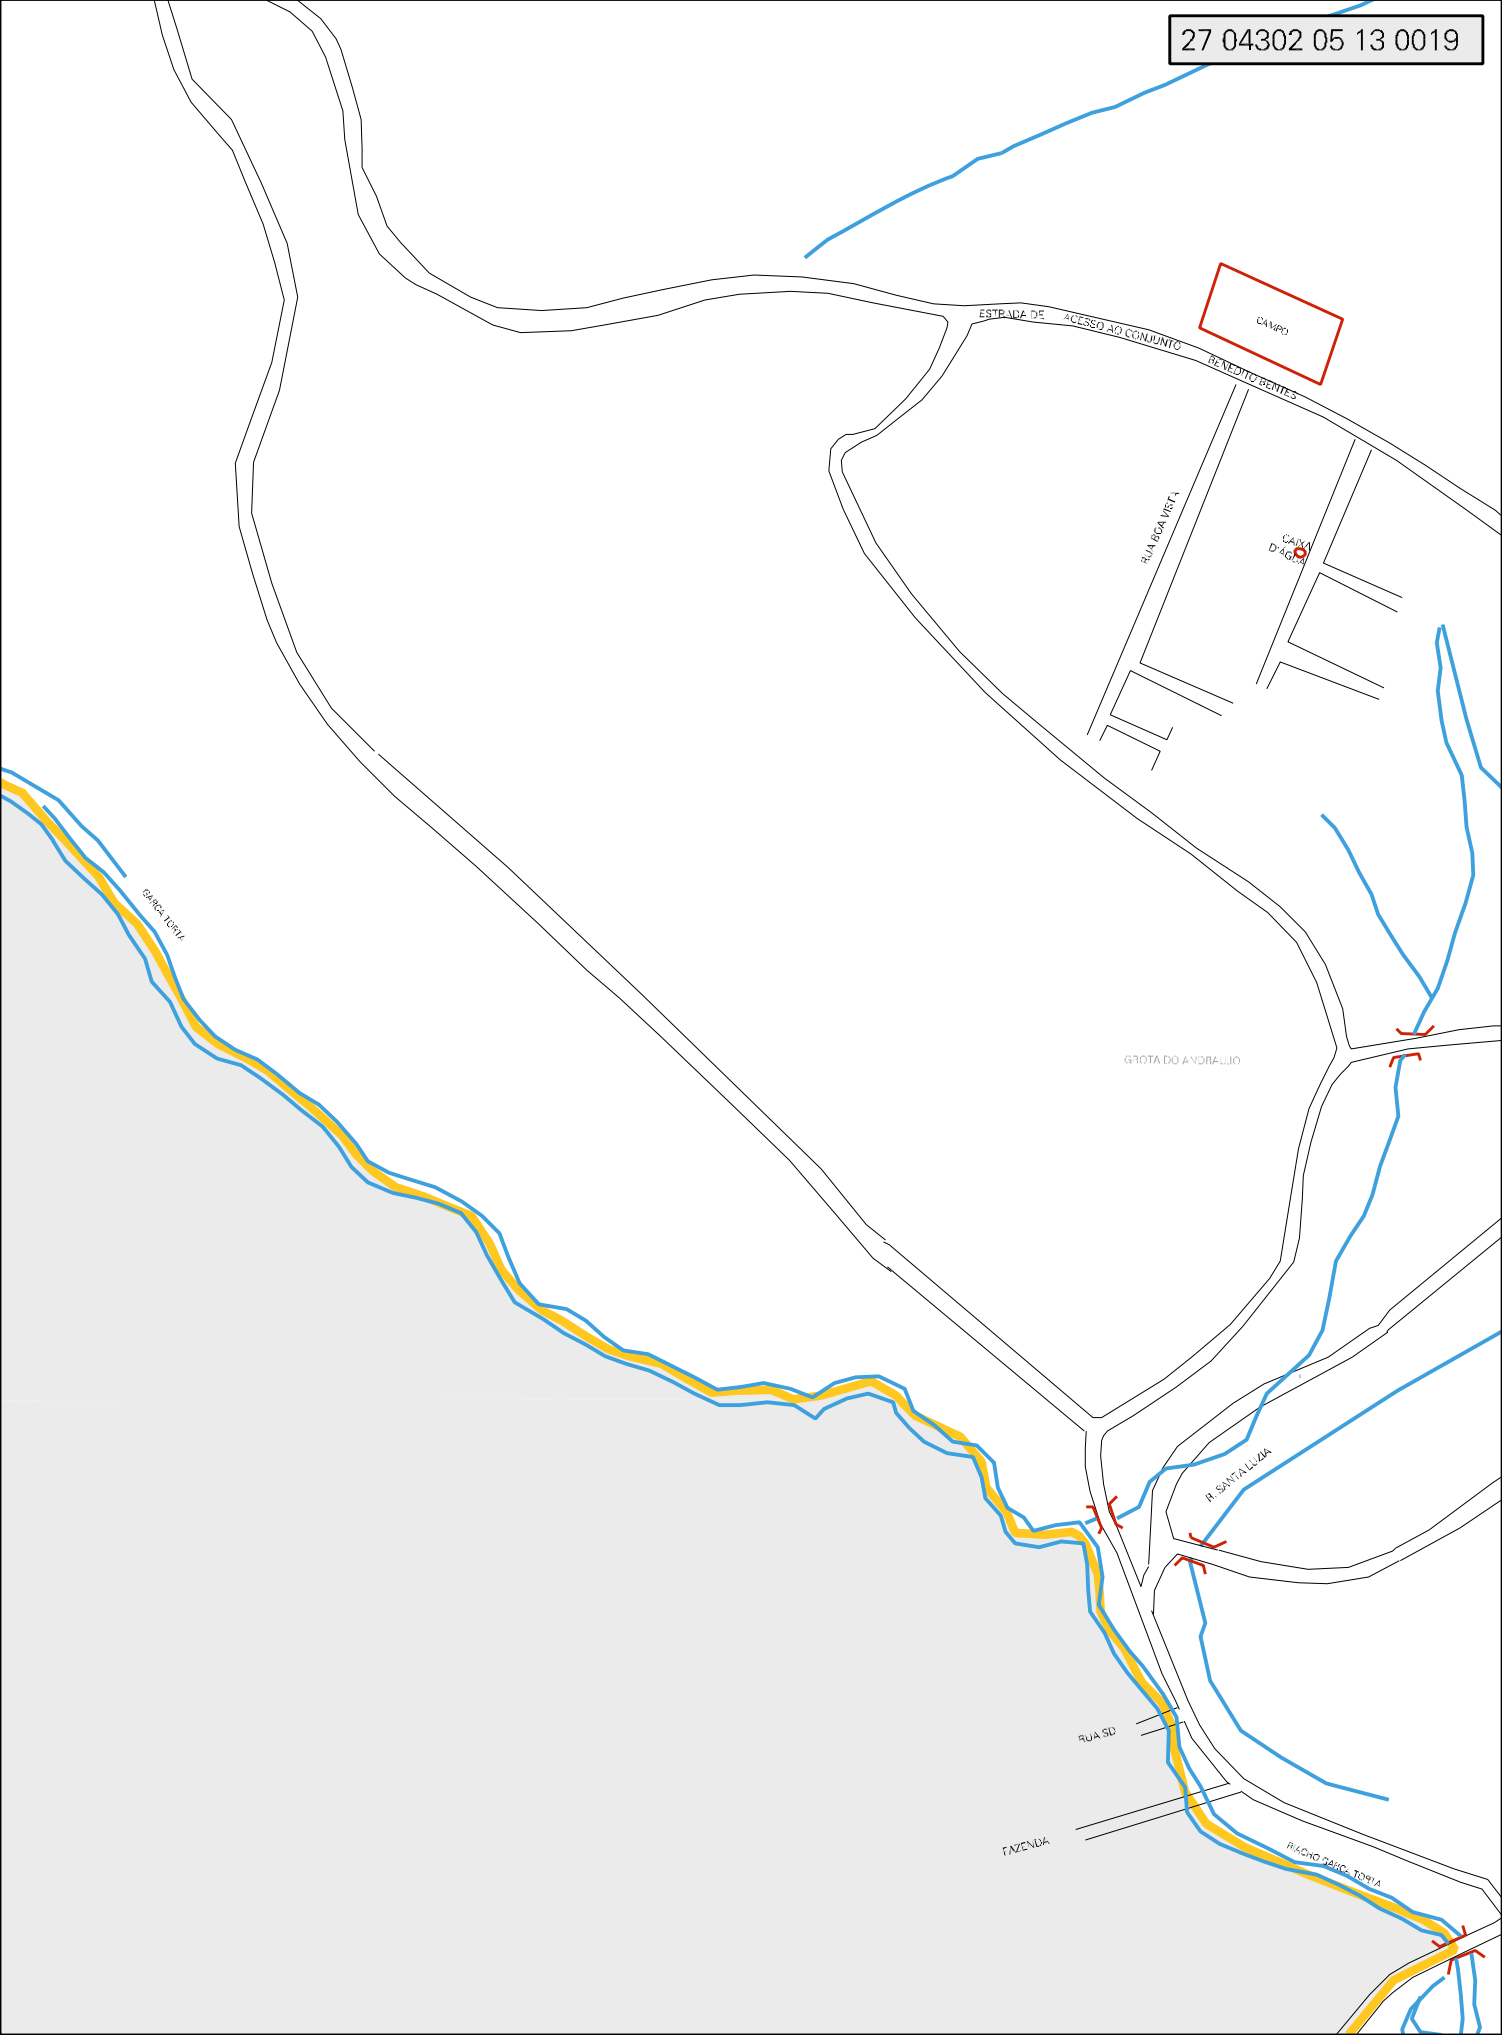 27 04302 05 13 0019
CAMPO
ESTRADA DE ACESSO AO CONJUNTO BENEDITO BENTES
RUA BOA VISTA
CAIXA
D'ÁGUA
GARÇA TORTA
GROTA DO ANDRAUJO
R. SANTA LUZIA
RUA SD
FAZENDA
RIACHO GARÇA TORTA